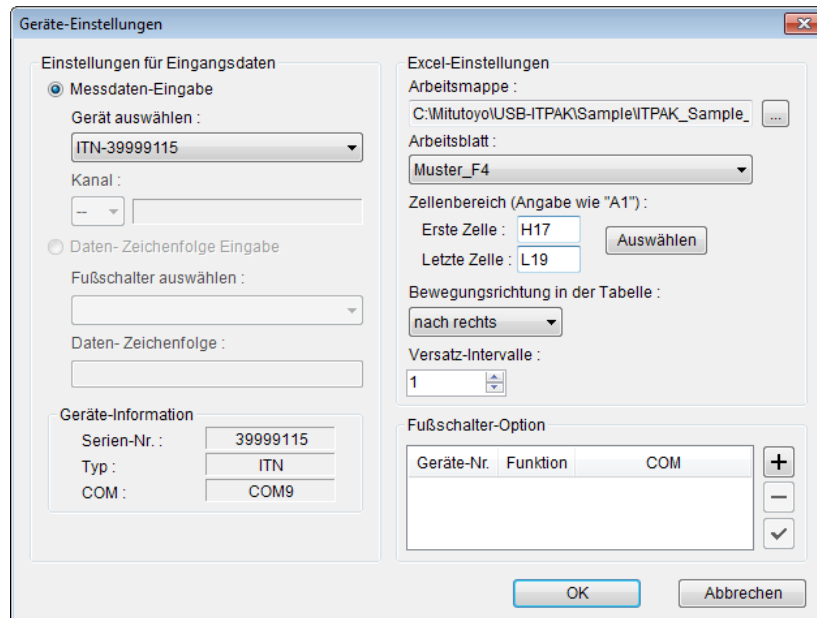 Geräte-Einstellungen
Einstellungen für Eingangsdaten
Messdaten-Eingabe
Gerät auswählen :
ITN-39999115
Kanal :
--
Daten- Zeichenfolge Eingabe
Fußschalter auswählen :
Daten- Zeichenfolge :
Geräte-Information
Serien-Nr. : 39999115
Typ : ITN
COM : COM9
Excel-Einstellungen
Arbeitsmappe :
C:\Mitutoyo\USB-ITPAK\Sample\ITPAK_Sample_ ...
Arbeitsblatt :
Muster_F4
Zellenbereich (Angabe wie "A1") :
Erste Zelle : H17
Auswählen
Letzte Zelle : L19
Bewegungsrichtung in der Tabelle :
nach rechts
Versatz-Intervalle :
1
Fußschalter-Option
Geräte-Nr. Funktion COM
OK Abbrechen